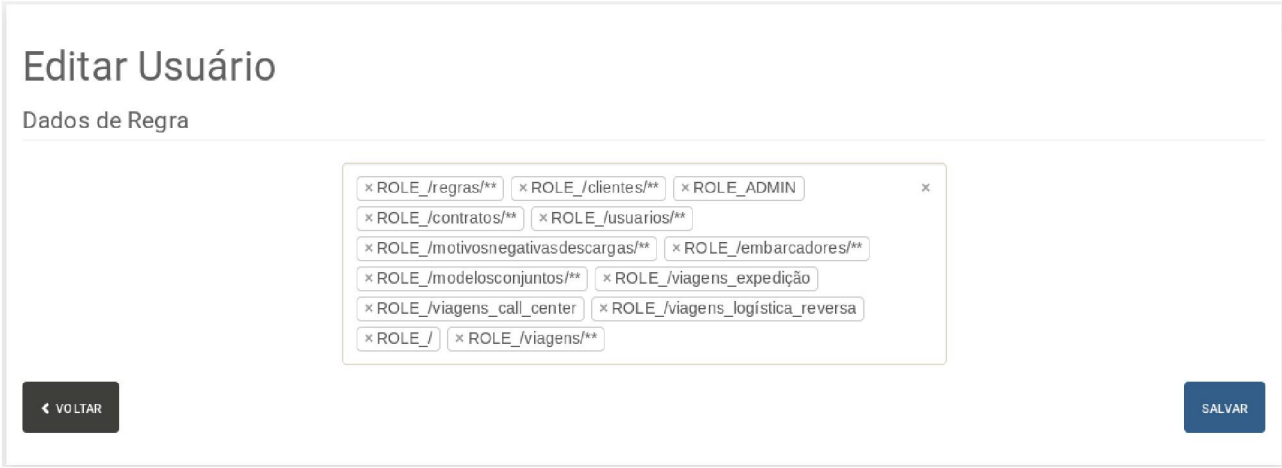 Editar Usuário
Dados de Regra
× ROLE_/regras/** × ROLE_/clientes/** × ROLE_ADMIN ×
× ROLE_/contratos/** × ROLE_/usuarios/**
× ROLE_/motivosnegativasdescargas/** × ROLE_/embarcadores/**
× ROLE_/modelosconjuntos/** × ROLE_/viagens_expedição
× ROLE_/viagens_call_center × ROLE_/viagens_logística_reversa
× ROLE_/ × ROLE_/viagens/**
VOLTAR SALVAR